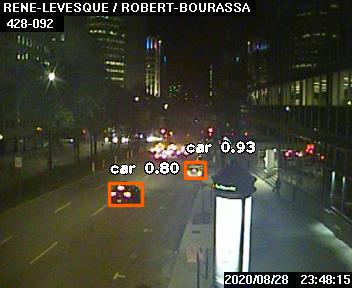 RENE-LEVESQUE / ROBERT-BOURASSA
428-092
car 0.93
car 0.80
2020/08/28 23:48:15